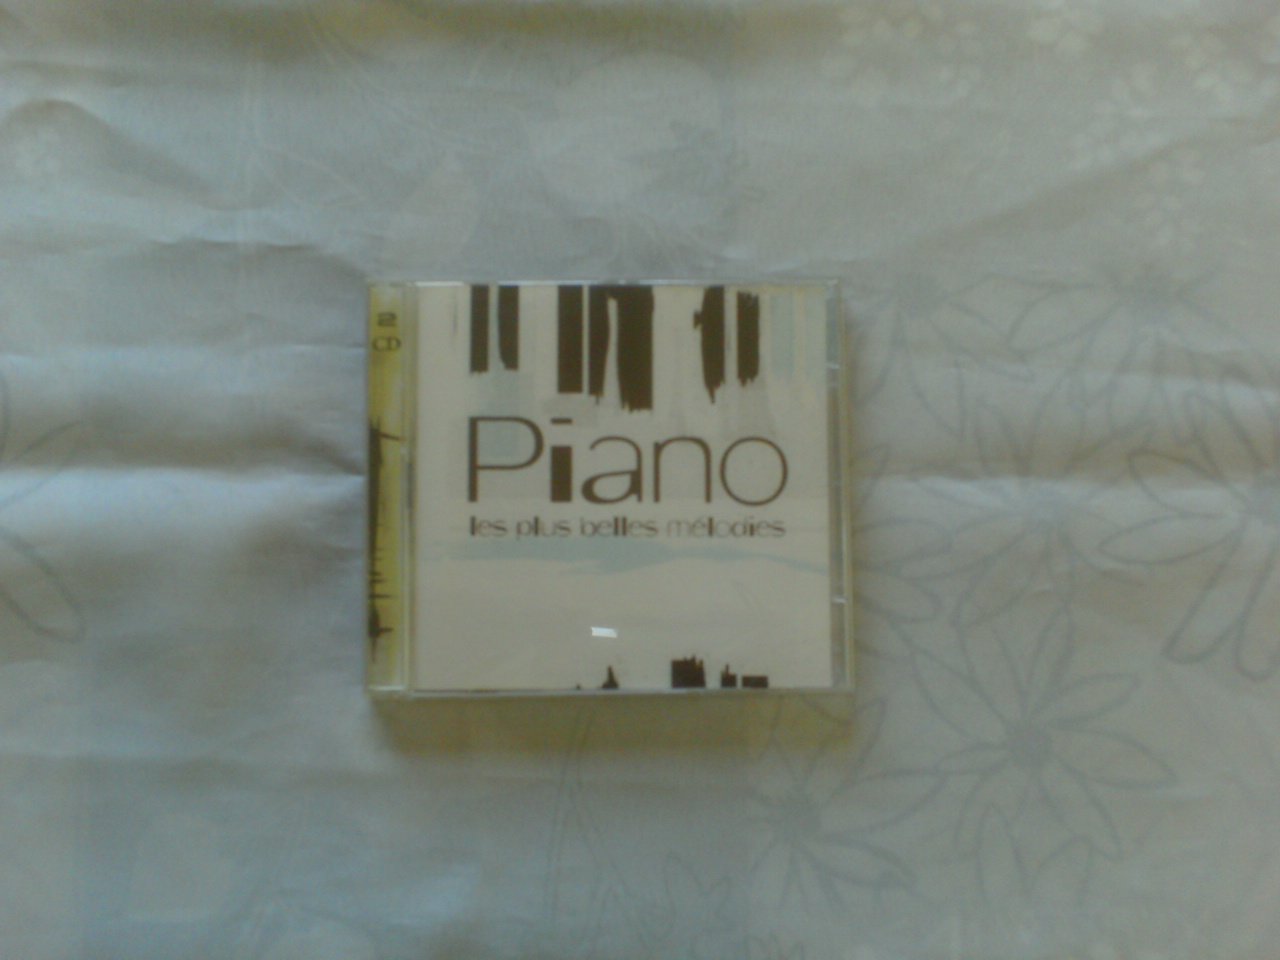 2
CD
Piano
les plus belles mélodies